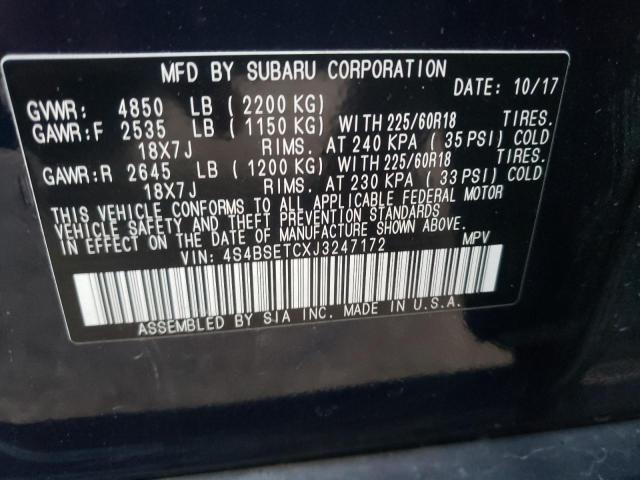 MFD BY SUBARU CORPORATION
DATE: 10/17
GVWR: 4850 LB (2200 KG)
GAWR:F 2535 LB (1150 KG) WITH 225/60R18 TIRES.
18X7J RIMS. AT 240 KPA (35 PSI) COLD
GAWR:R 2645 LB (1200 KG) WITH 225/60R18 TIRES.
18X7J RIMS. AT 230 KPA (33 PSI) COLD
THIS VEHICLE CONFORMS TO ALL APPLICABLE FEDERAL MOTOR
VEHICLE SAFETY AND THEFT PREVENTION STANDARDS
IN EFFECT ON THE DATE OF MANUFACTURE SHOWN ABOVE.
VIN: 4S4BSETCXJ3247172 MPV
ASSEMBLED BY SIA INC. MADE IN U.S.A.